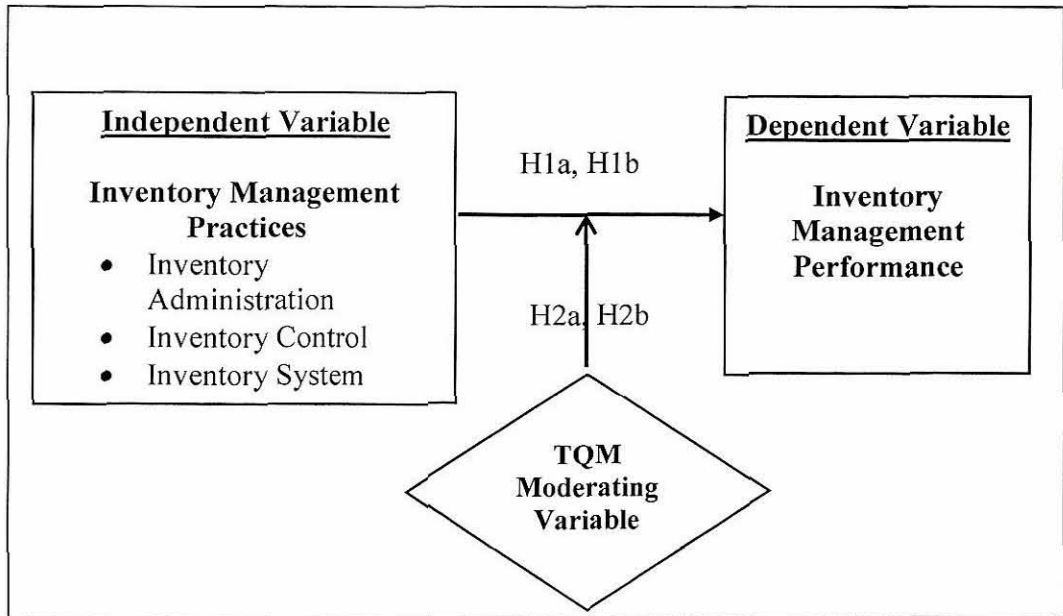 Independent Variable
Inventory Management
Practices
• Inventory
Administration
• Inventory Control
• Inventory System
H1a, H1b
H2a, H2b
Dependent Variable
Inventory
Management
Performance
TQM
Moderating
Variable